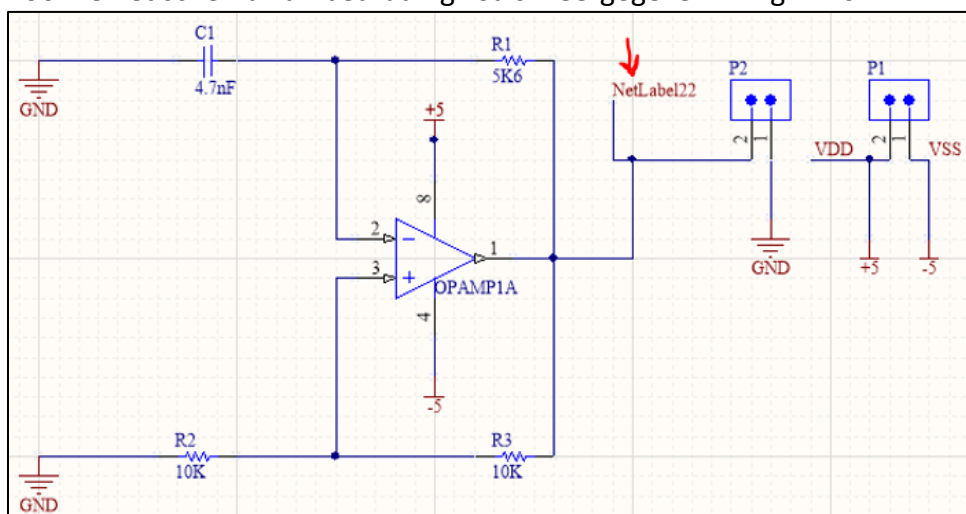 C1
4.7nF
GND
R1
5K6
+5
NetLabel22
P2
P1
2
1
2
1
VDD
VSS
8
2
3
1
OPAMP1A
4
-5
GND
+5
-5
R2
10K
R3
10K
GND